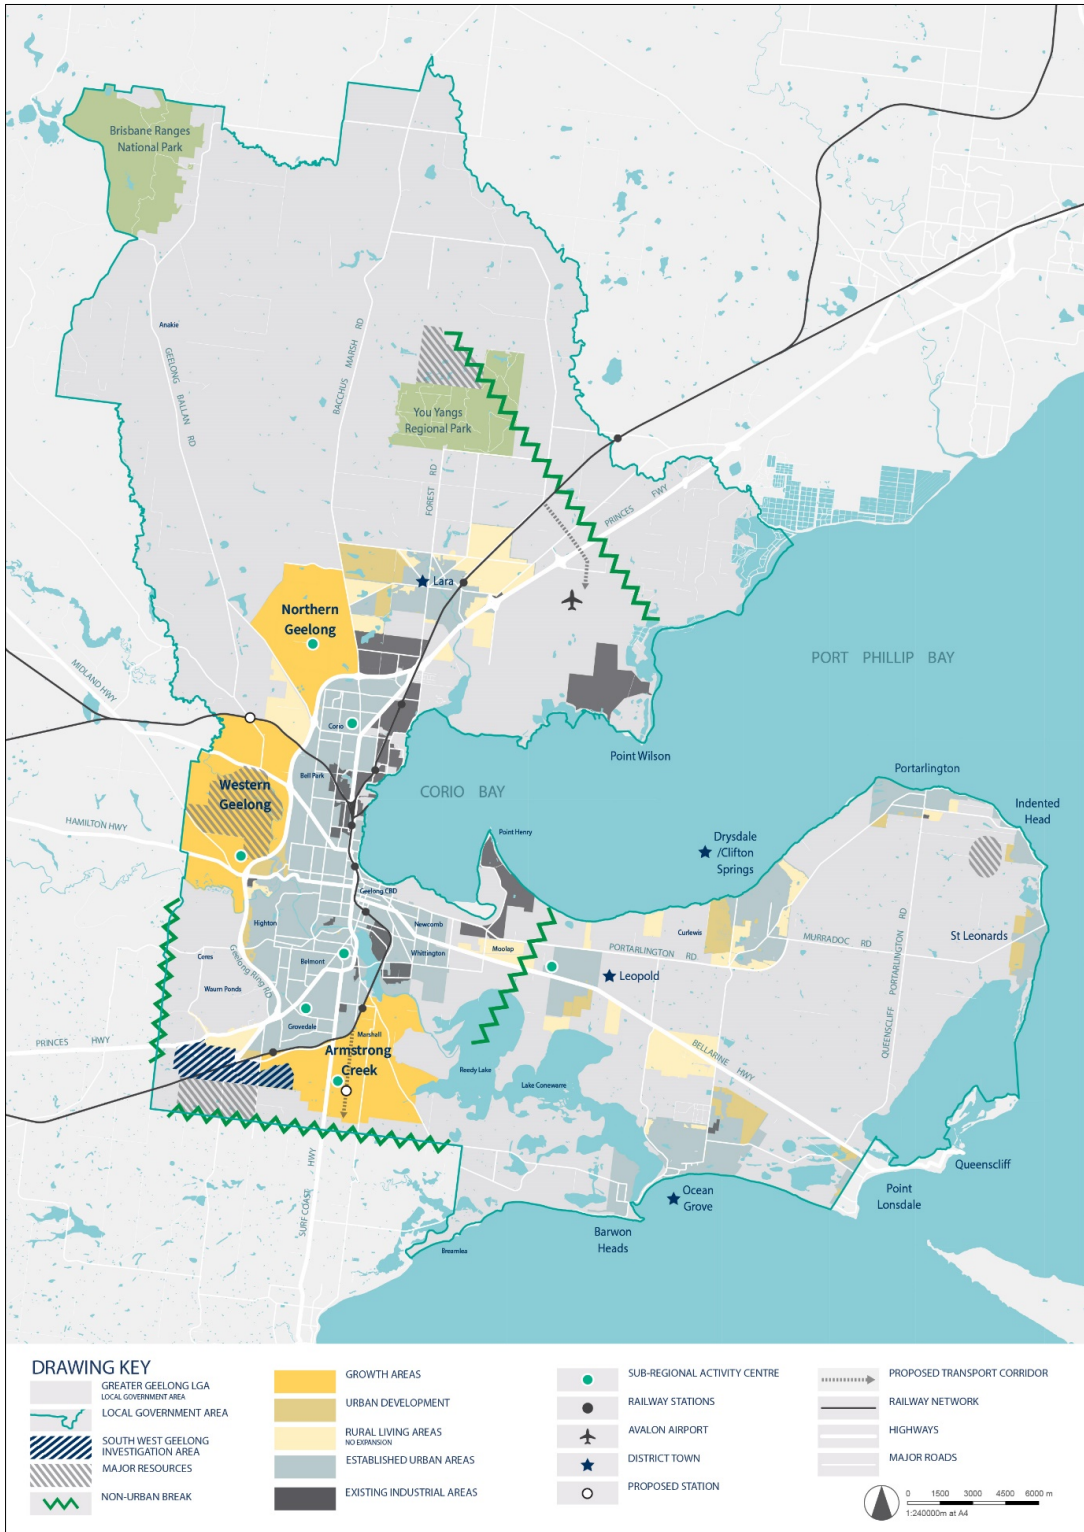 Brisbane Ranges
National Park
Anakie
GEELONG BALLAN RD
BACCHUS MARSH RD
You Yangs
Regional Park
FOREST RD
PRINCES FWY
Lara
Northern
Geelong
MIDLAND HWY
PORT PHILLIP BAY
Corio
Point Wilson
Bell Park
Western
Geelong
CORIO BAY
Portarlington
Indented
Head
HAMILTON HWY
Point Henry
Drysdale
/Clifton
Springs
Geelong CBD
Highton
Newcomb
Curlewis
MURRADOC RD
St Leonards
Ceres
Belmont
Whittington
Moolap
PORTARLINGTON RD
QUEENSCLIFF PORTARLINGTON RD
Geelong Ring RD
Leopold
Waurn Ponds
Grovedale
Marshall
PRINCES HWY
Armstrong
Creek
BELLARINE HWY
Reedy Lake
Lake Connewarre
Queenscliff
SURF COAST HWY
Ocean
Grove
Point
Lonsdale
Barwon
Heads
Breamlea
DRAWING KEY
GREATER GEELONG LGA
LOCAL GOVERNMENT AREA
LOCAL GOVERNMENT AREA
SOUTH WEST GEELONG
INVESTIGATION AREA
MAJOR RESOURCES
NON-URBAN BREAK
GROWTH AREAS
URBAN DEVELOPMENT
RURAL LIVING AREAS
NO EXPANSION
ESTABLISHED URBAN AREAS
EXISTING INDUSTRIAL AREAS
SUB-REGIONAL ACTIVITY CENTRE
RAILWAY STATIONS
AVALON AIRPORT
DISTRICT TOWN
PROPOSED STATION
PROPOSED TRANSPORT CORRIDOR
RAILWAY NETWORK
HIGHWAYS
MAJOR ROADS
0 1500 3000 4500 6000 m
1:240000m at A4